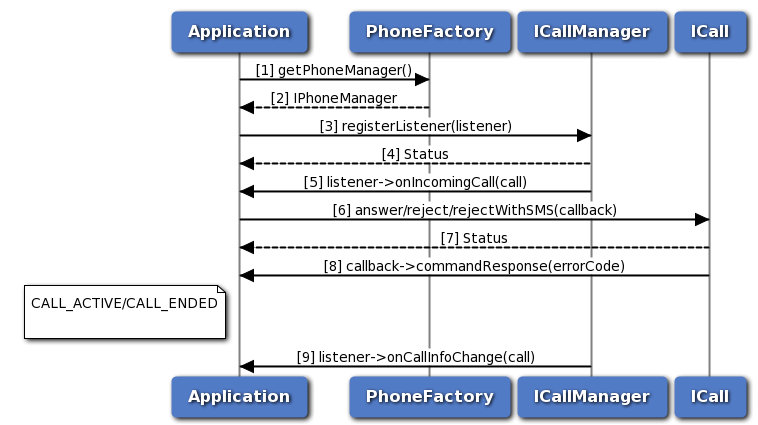 Application PhoneFactory ICallManager ICall
[1] getPhoneManager()
[2] IPhoneManager
[3] registerListener(listener)
[4] Status
[5] listener->onIncomingCall(call)
[6] answer/reject/rejectWithSMS(callback)
[7] Status
[8] callback->commandResponse(errorCode)
CALL_ACTIVE/CALL_ENDED
[9] listener->onCallInfoChange(call)
Application PhoneFactory ICallManager ICall